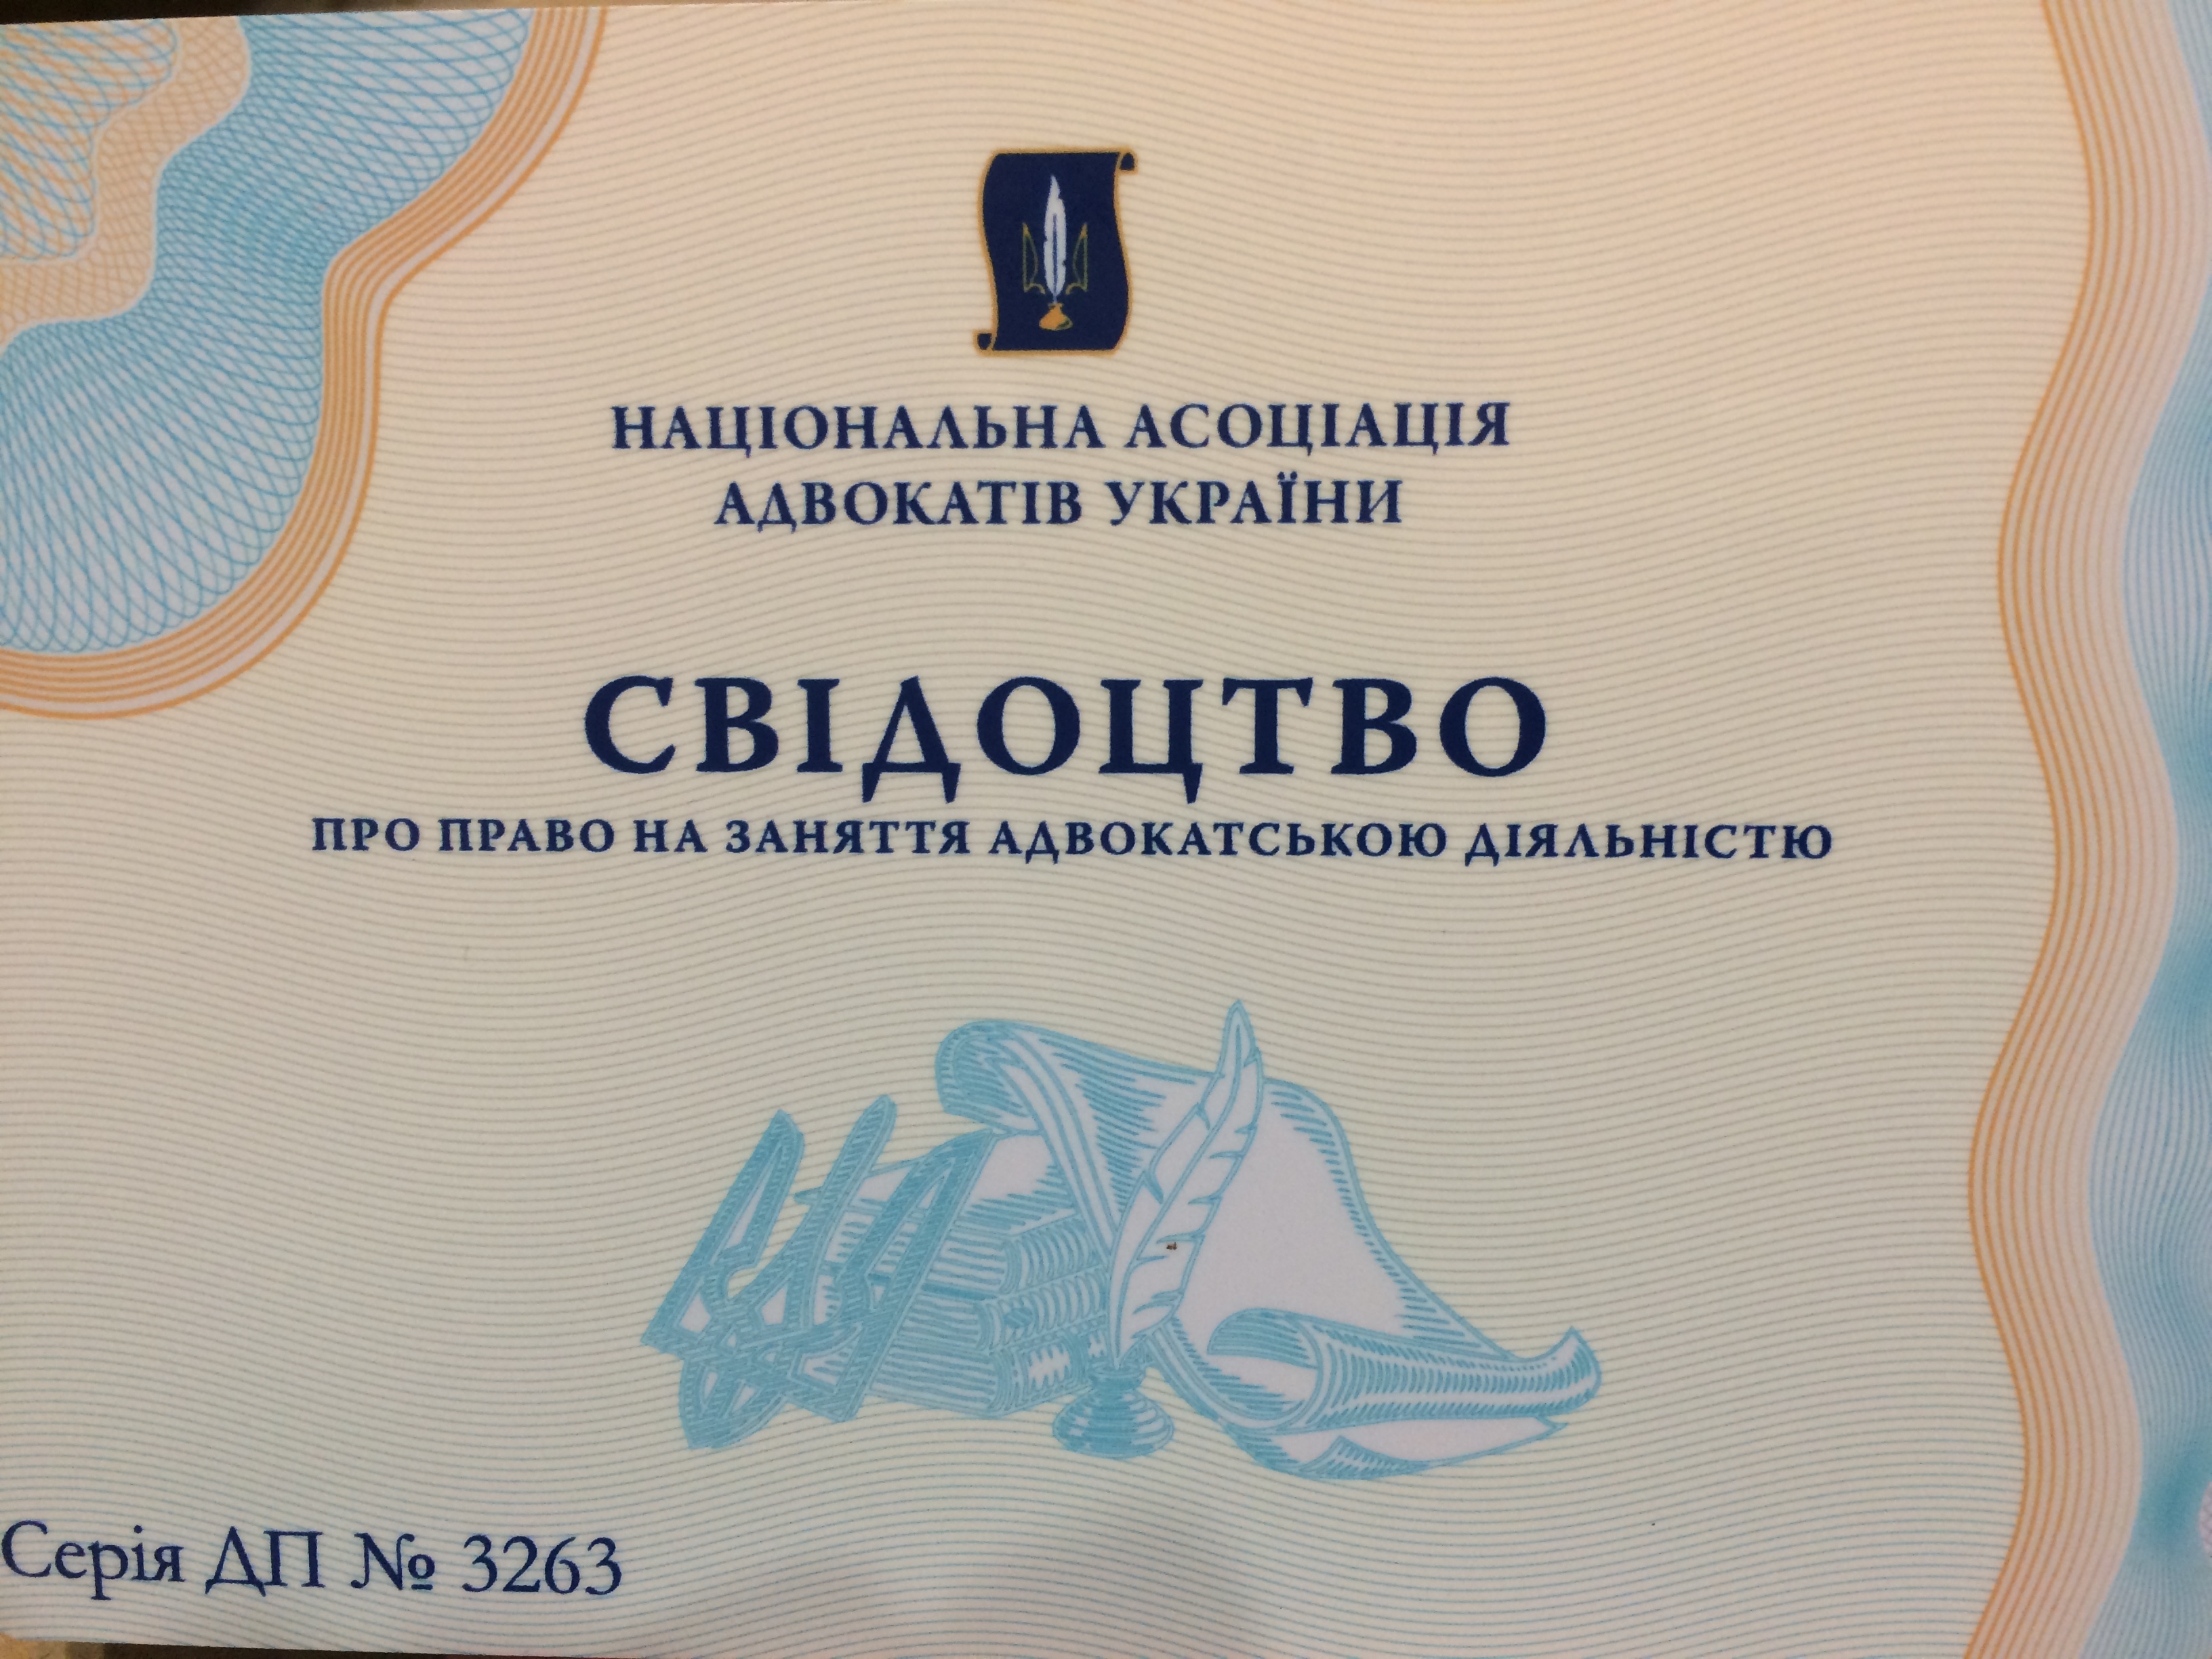 НАЦІОНАЛЬНА АСОЦІАЦІЯ
АДВОКАТІВ УКРАЇНИ
СВІДОЦТВО
ПРО ПРАВО НА ЗАНЯТТЯ АДВОКАТСЬКОЮ ДІЯЛЬНІСТЮ
Серія ДП № 3263